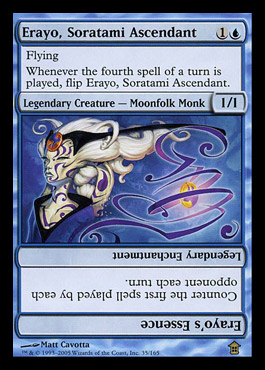 Erayo, Soratami Ascendant 1
Flying
Whenever the fourth spell of a turn is
played, flip Erayo, Soratami Ascendant.
Legendary Creature — Moonfolk Monk 1/1
Erayo's Essence
Counter the first spell played by each
opponent each turn.
Legendary Enchantment
Matt Cavotta
™ & © 1993-2005 Wizards of the Coast, Inc. 35/165